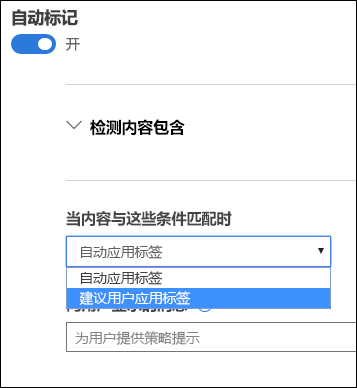 自动标记
开
检测内容包含
当内容与这些条件匹配时
自动应用标签
自动应用标签
建议用户应用标签
为用户提供策略提示